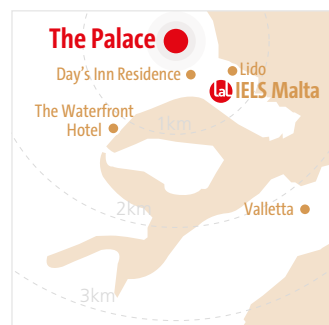 The Palace
Day's Inn Residence
Lido
LaL IELS Malta
The Waterfront
Hotel
1km
2km
Valletta
3km